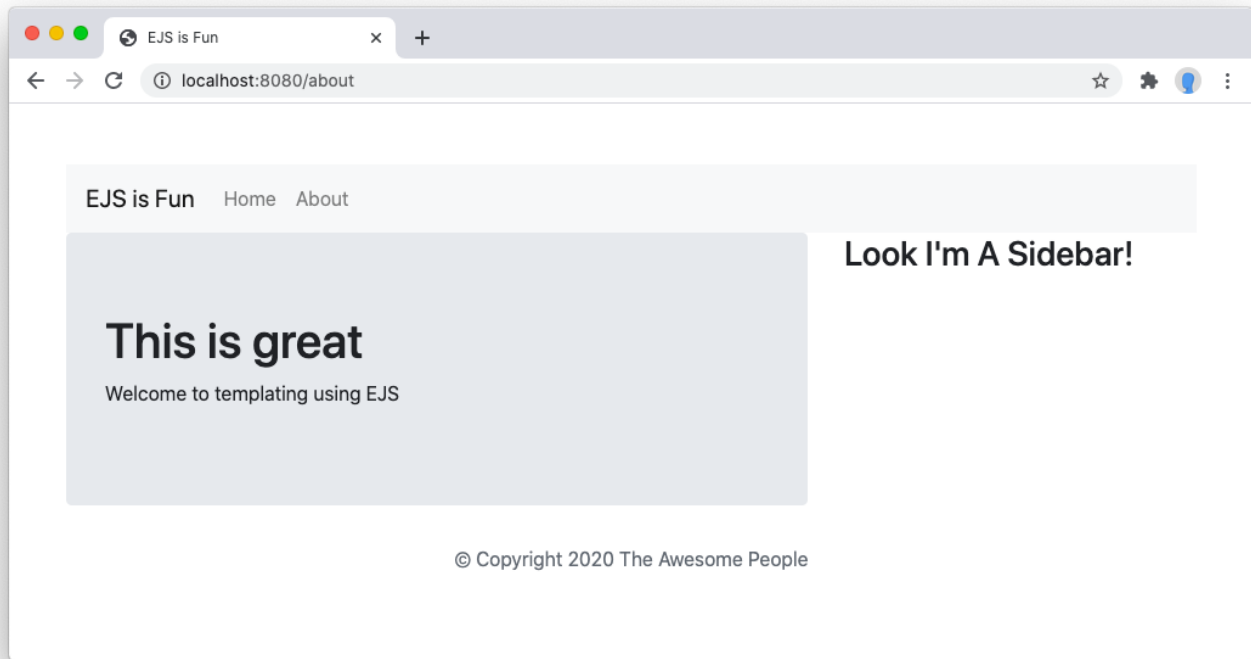 EJS is Fun
localhost:8080/about
EJS is Fun Home About
Look I'm A Sidebar!
This is great
Welcome to templating using EJS
© Copyright 2020 The Awesome People